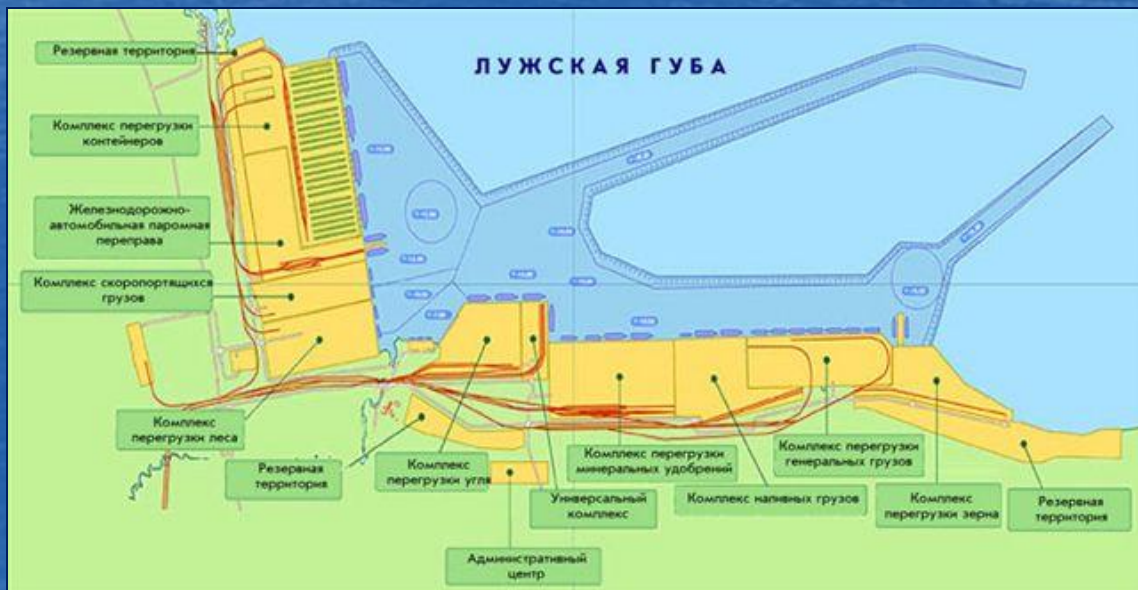 ЛУЖСКАЯ ГУБА
Резервная территория
Комплекс перегрузки
контейнеров
Железнодорожно-
автомобильная паромная
переправа
Комплекс скоропортящихся
грузов
Комплекс
перегрузки леса
Резервная
территория
Комплекс
перегрузки угля
Административный
центр
Универсальный
комплекс
Комплекс перегрузки
минеральных удобрений
Комплекс наливных грузов
Комплекс перегрузки
генеральных грузов
Комплекс
перегрузки зерна
Резервная
территория